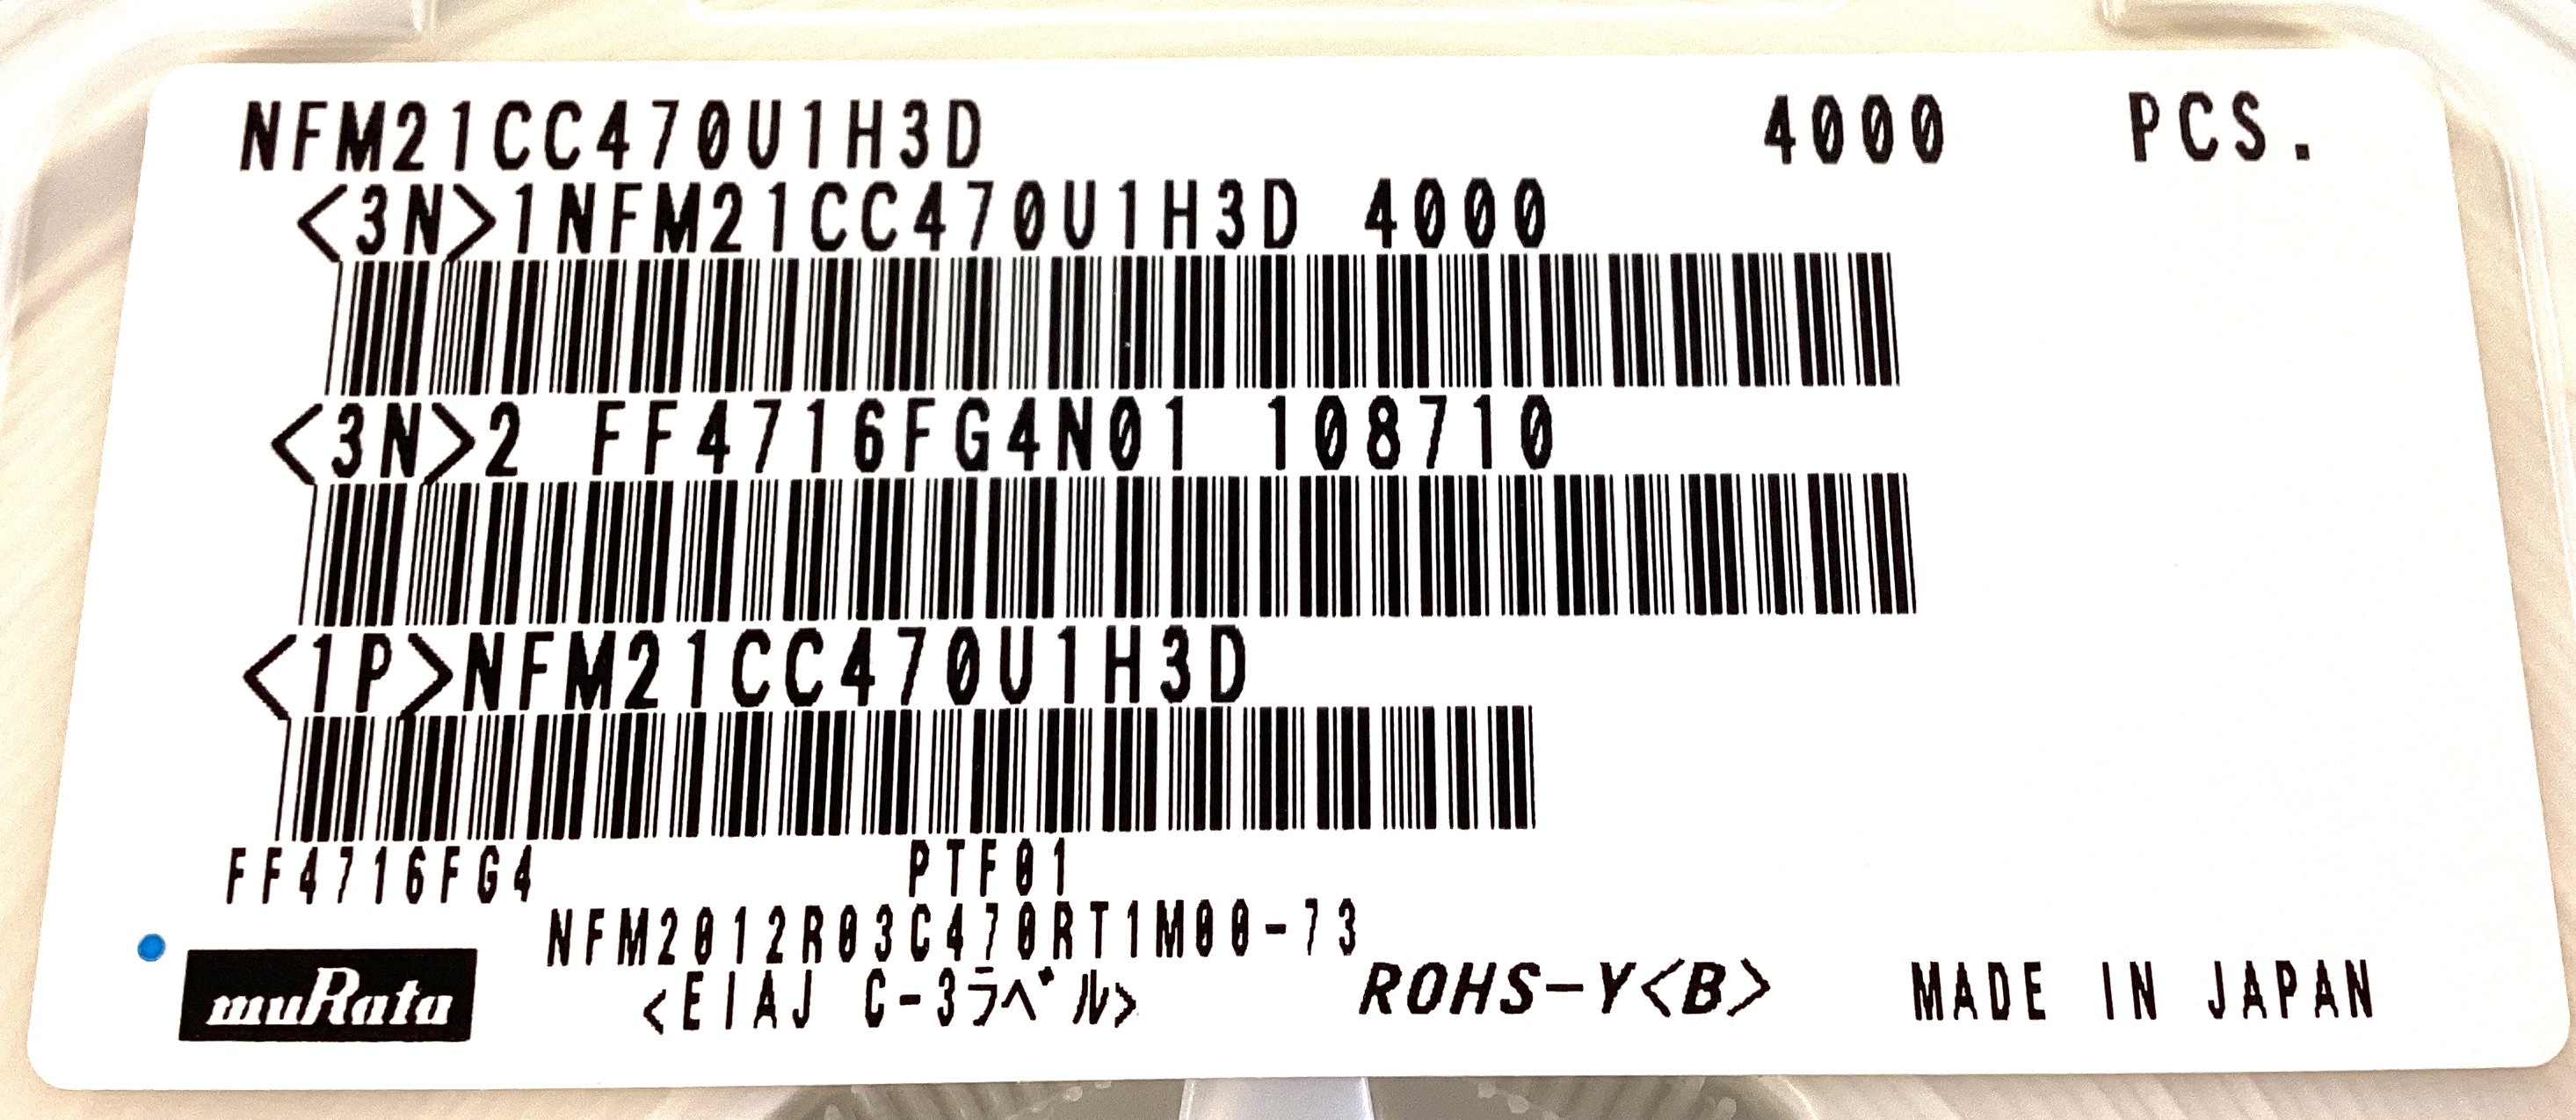 NFM21CC470U1H3D 4000 PCS.
<3N>1NFM21CC470U1H3D 4000
<3N>2 FF4716FG4N01 108710
<1P>NFM21CC470U1H3D
FF4716FG4 PTF01
NFM2012R03C470RT1M00-73
muRata <EIAJ C-3ラベル> ROHS-Y<B> MADE IN JAPAN